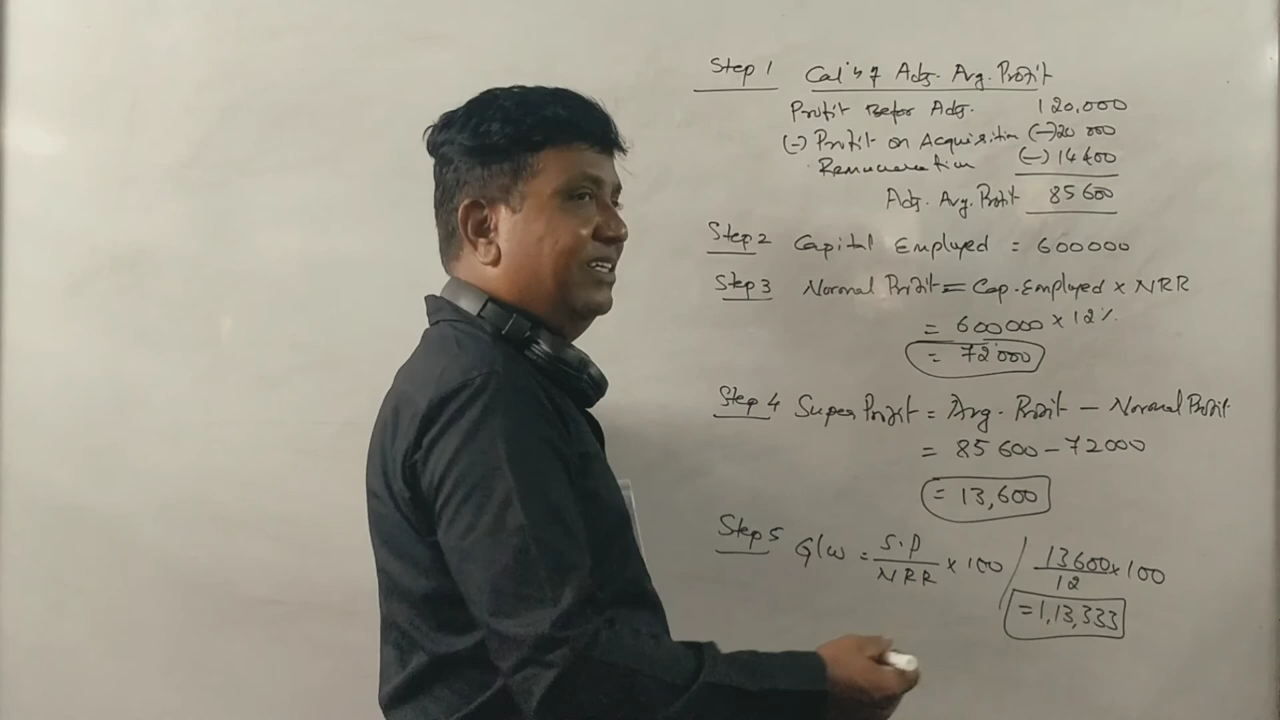 Step 1 Cal'n of Adj. Avg. Profit
Profit Befor Adj. 120,000
(-) Profit on Acquisition (-) 20 000
Remuneration (-) 14 400
Adj. Avg. Profit 85 600
Step 2 Capital Employed = 600000
Step 3 Normal Profit = Cap. Employed x NRR
= 600000 x 12%
= 72000
Step 4 Super Profit = Avg. Profit - Normal Profit
= 85 600 - 72000
= 13,600
Step 5 G/w = S.P / NRR x 100 / 13600 / 12 x 100
= 1,13,333